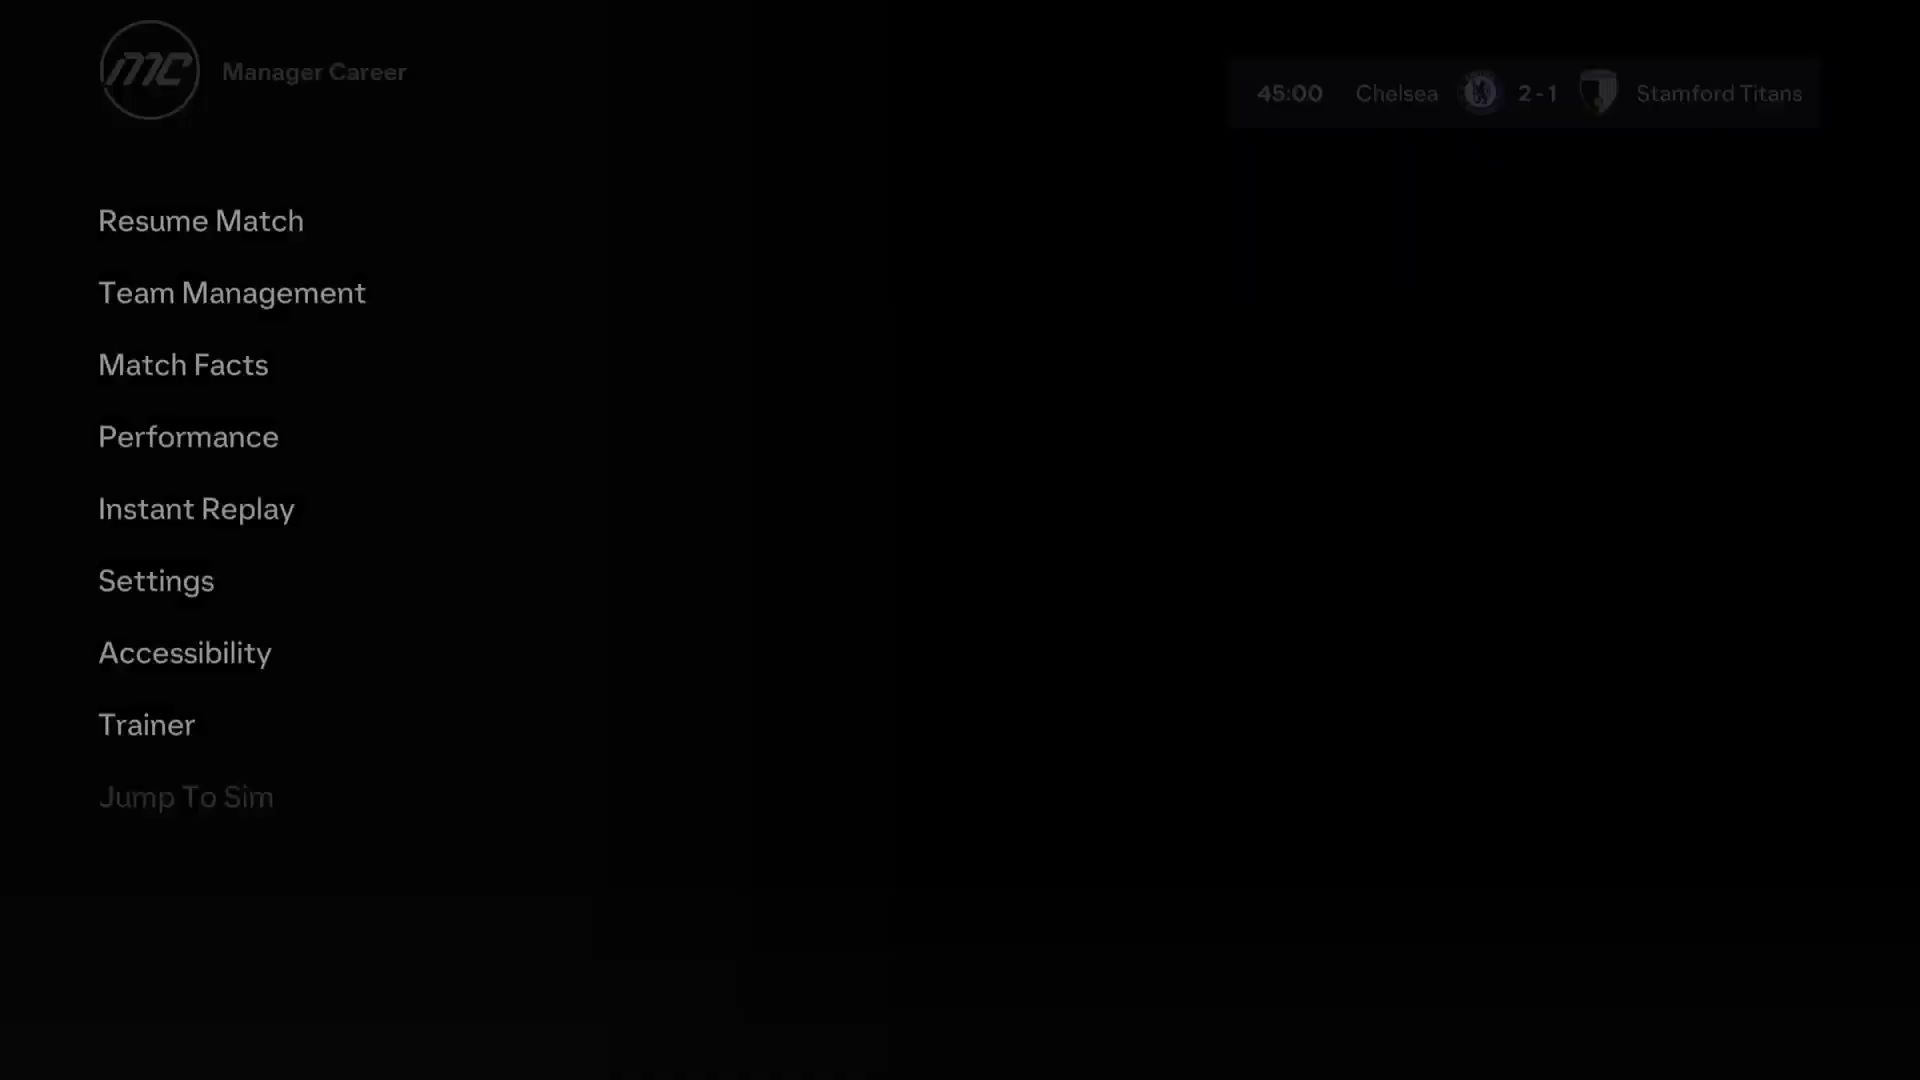 MC Manager Career
45:00 Chelsea 2 - 1 Stamford Titans
Resume Match
Team Management
Match Facts
Performance
Instant Replay
Settings
Accessibility
Trainer
Jump To Sim